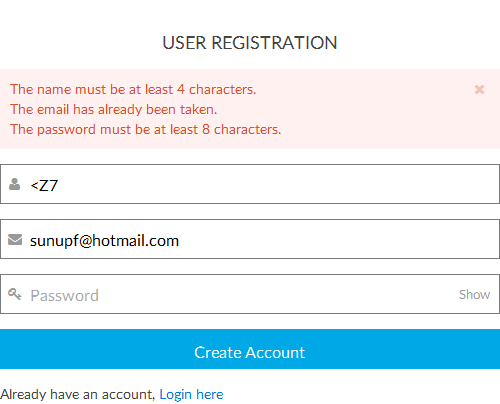 USER REGISTRATION
The name must be at least 4 characters.
The email has already been taken.
The password must be at least 8 characters.
<Z7
sunupf@hotmail.com
Password Show
Create Account
Already have an account, Login here